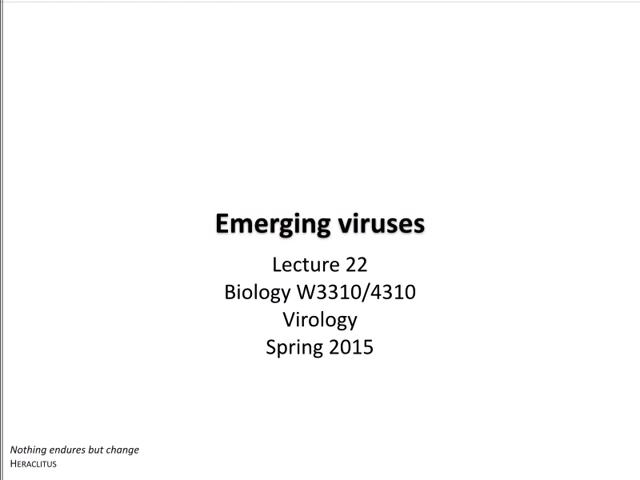 Emerging viruses
Lecture 22
Biology W3310/4310
Virology
Spring 2015
Nothing endures but change
HERACLITUS